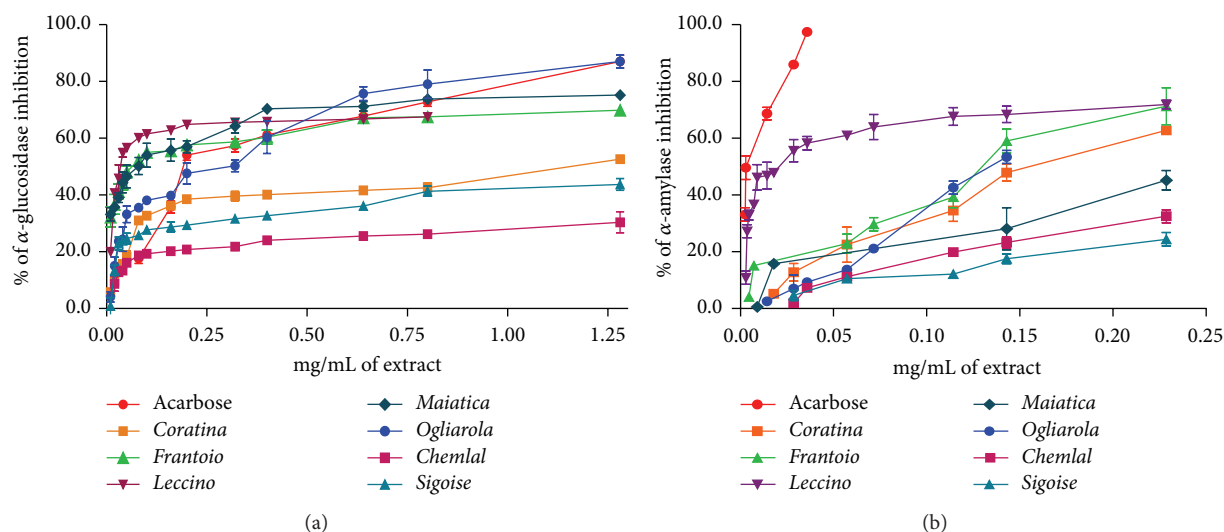 % of α-glucosidase inhibition
100.0
80.0
60.0
40.0
20.0
0.0
0.00
0.25
0.50
0.75
1.00
1.25
mg/mL of extract
Acarbose
Coratina
Frantoio
Leccino
Maiatica
Ogliarola
Chemlal
Sigoise
(a)
% of α-amylase inhibition
100.0
80.0
60.0
40.0
20.0
0.0
0.00
0.05
0.10
0.15
0.20
0.25
mg/mL of extract
Acarbose
Coratina
Frantoio
Leccino
Maiatica
Ogliarola
Chemlal
Sigoise
(b)